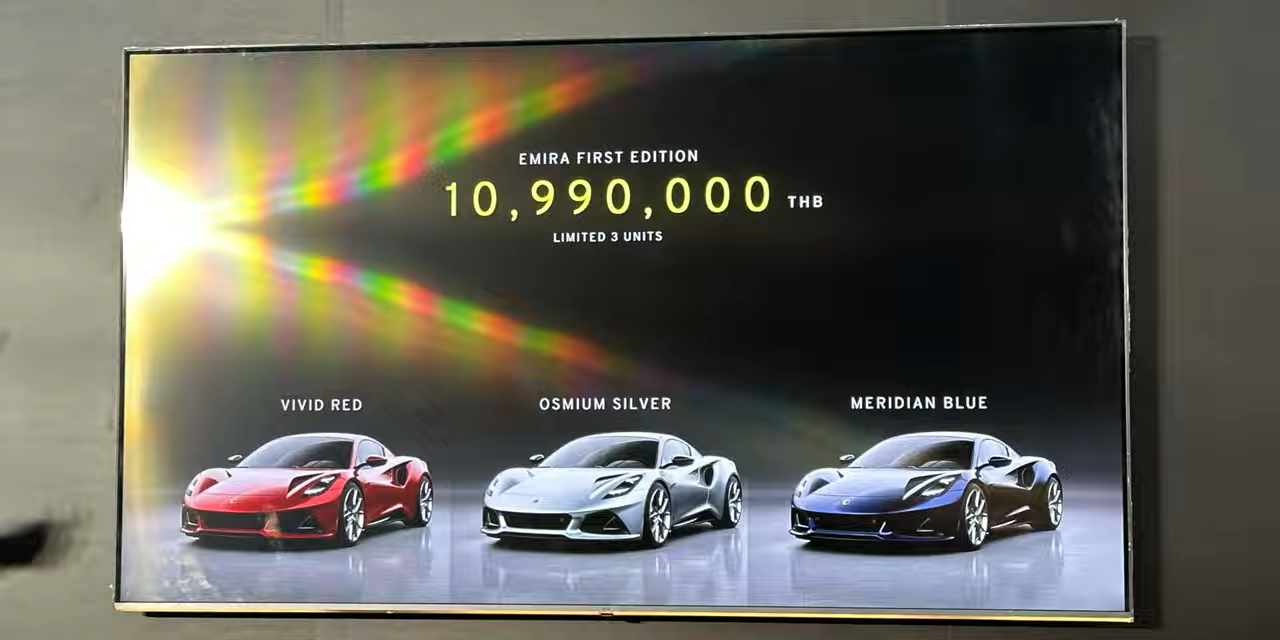 EMIRA FIRST EDITION
10,990,000 THB
LIMITED 3 UNITS
VIVID RED
OSMIUM SILVER
MERIDIAN BLUE